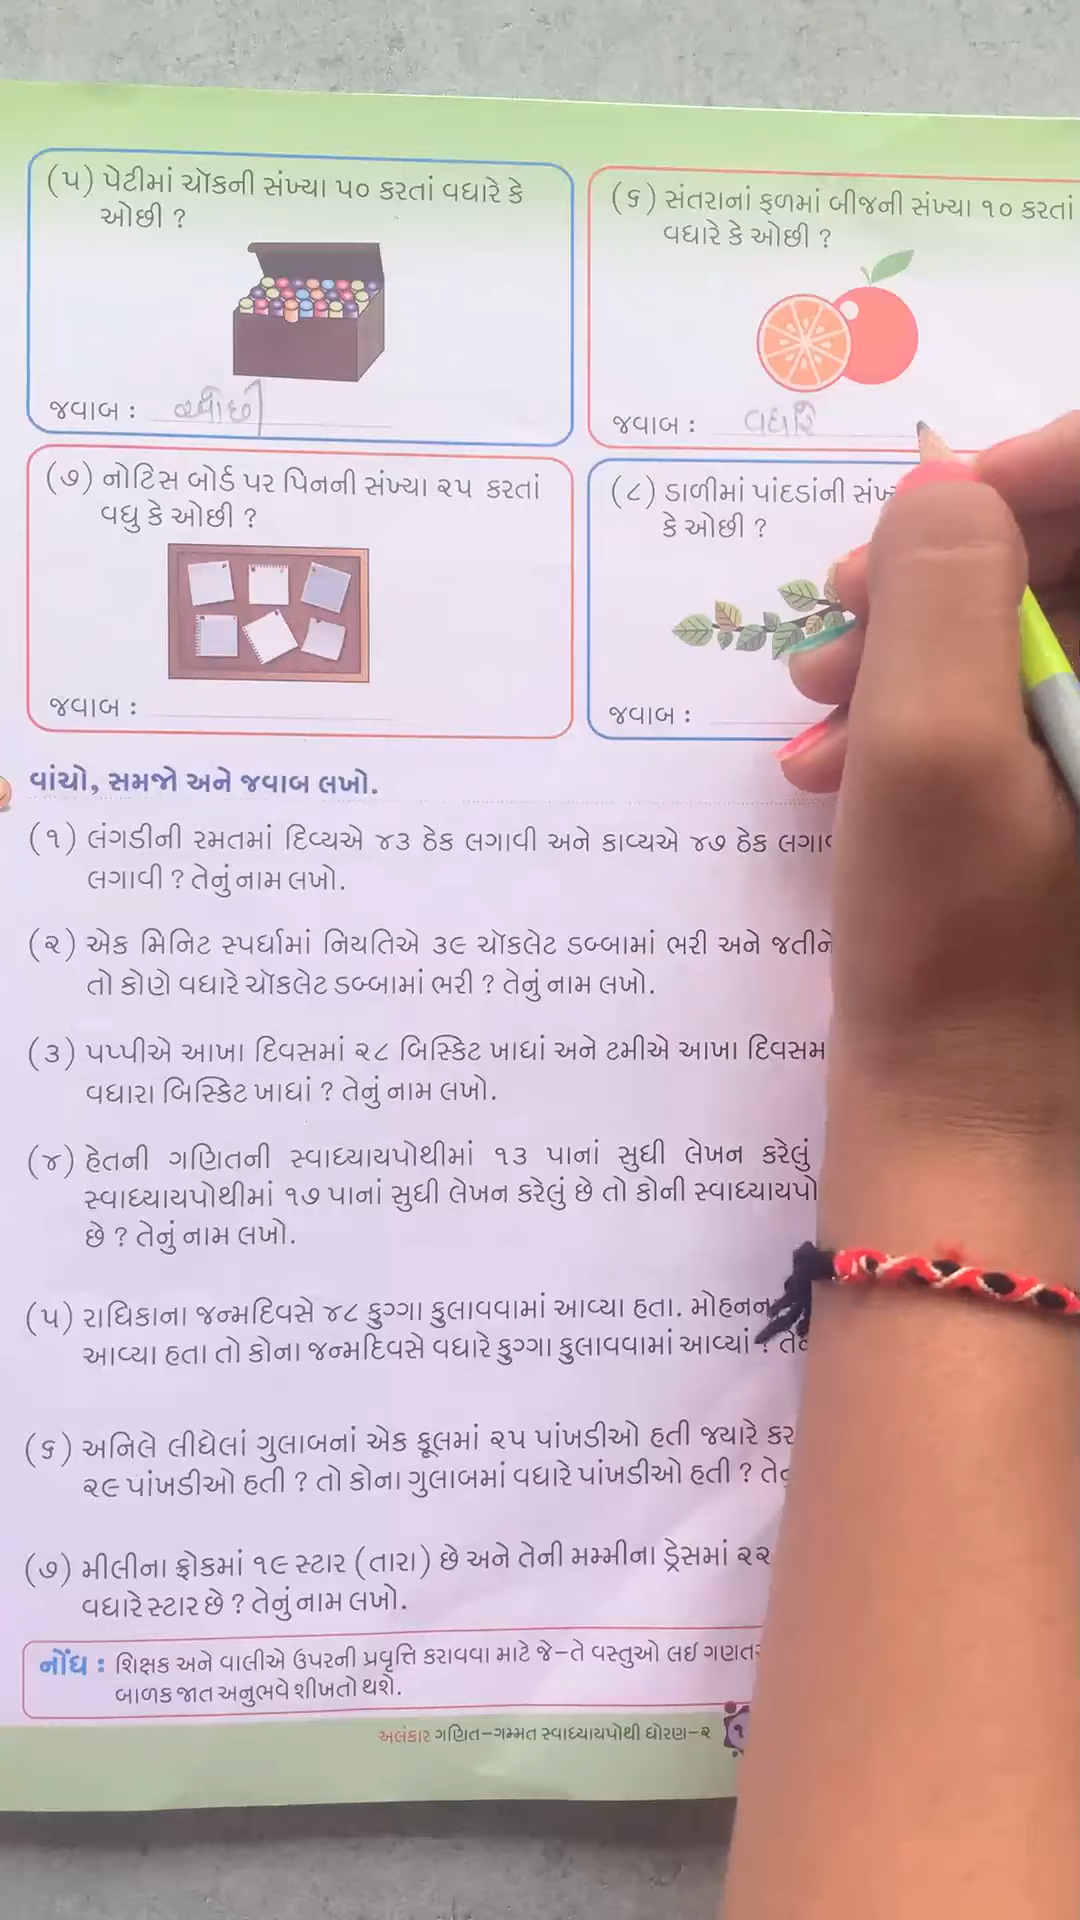 (૫) પેટીમાં ચૉકની સંખ્યા ૫૦ કરતાં વધારે કે
ઓછી ?
જવાબ : ઓછી
(૬) સંતરાનાં ફળમાં બીજની સંખ્યા ૧૦ કરતાં
વધારે કે ઓછી ?
જવાબ : વધારે
(૭) નોટિસ બોર્ડ પર પિનની સંખ્યા ૨૫ કરતાં
વધુ કે ઓછી ?
જવાબ :
(૮) ડાળીમાં પાંદડાંની
કે ઓછી ?
જવાબ :
વાંચો, સમજો અને જવાબ લખો.
(૧) લંગડીની રમતમાં દિવ્યએ ૪૩ ઠેક લગાવી અને કાવ્યએ ૪૭ ઠેક
લગાવી ? તેનું નામ લખો.
(૨) એક મિનિટ સ્પર્ધામાં નિયતિએ ૩૯ ચૉકલેટ ડબ્બામાં ભરી અને
તો કોણે વધારે ચૉકલેટ ડબ્બામાં ભરી ? તેનું નામ લખો.
(૩) પપ્પીએ આખા દિવસમાં ૨૮ બિસ્કિટ ખાધાં અને ટમીએ આખા
વધારા બિસ્કિટ ખાધાં ? તેનું નામ લખો.
(૪) હેતની ગણિતની સ્વાધ્યાયપોથીમાં ૧૩ પાનાં સુધી લેખન કરેલું
સ્વાધ્યાયપોથીમાં ૧૭ પાનાં સુધી લેખન કરેલું છે તો કોની
છે ? તેનું નામ લખો.
(૫) રાધિકાના જન્મદિવસે ૪૮ ફુગ્ગા ફુલાવવામાં આવ્યા હતા.
આવ્યા હતા તો કોના જન્મદિવસે વધારે ફુગ્ગા ફુલાવવામાં આવ્યાં ?
(૬) અનિલે લીધેલાં ગુલાબનાં એક ફૂલમાં ૨૫ પાંખડીઓ હતી જ્યારે
૨૯ પાંખડીઓ હતી ? તો કોના ગુલાબમાં વધારે પાંખડીઓ હતી ?
(૭) મીલીના ફ્રોકમાં ૧૯ સ્ટાર (તારા) છે અને તેની મમ્મીના ડ્રેસમાં ૨૨
વધારે સ્ટાર છે ? તેનું નામ લખો.
નોંધ : શિક્ષક અને વાલીએ ઉપરની પ્રવૃત્તિ કરાવવા માટે જે-તે વસ્તુઓ લઈ
બાળક જાત અનુભવે શીખતો થશે.
અલંકાર ગણિત-ગમ્મત સ્વાધ્યાયપોથી ધોરણ-૨